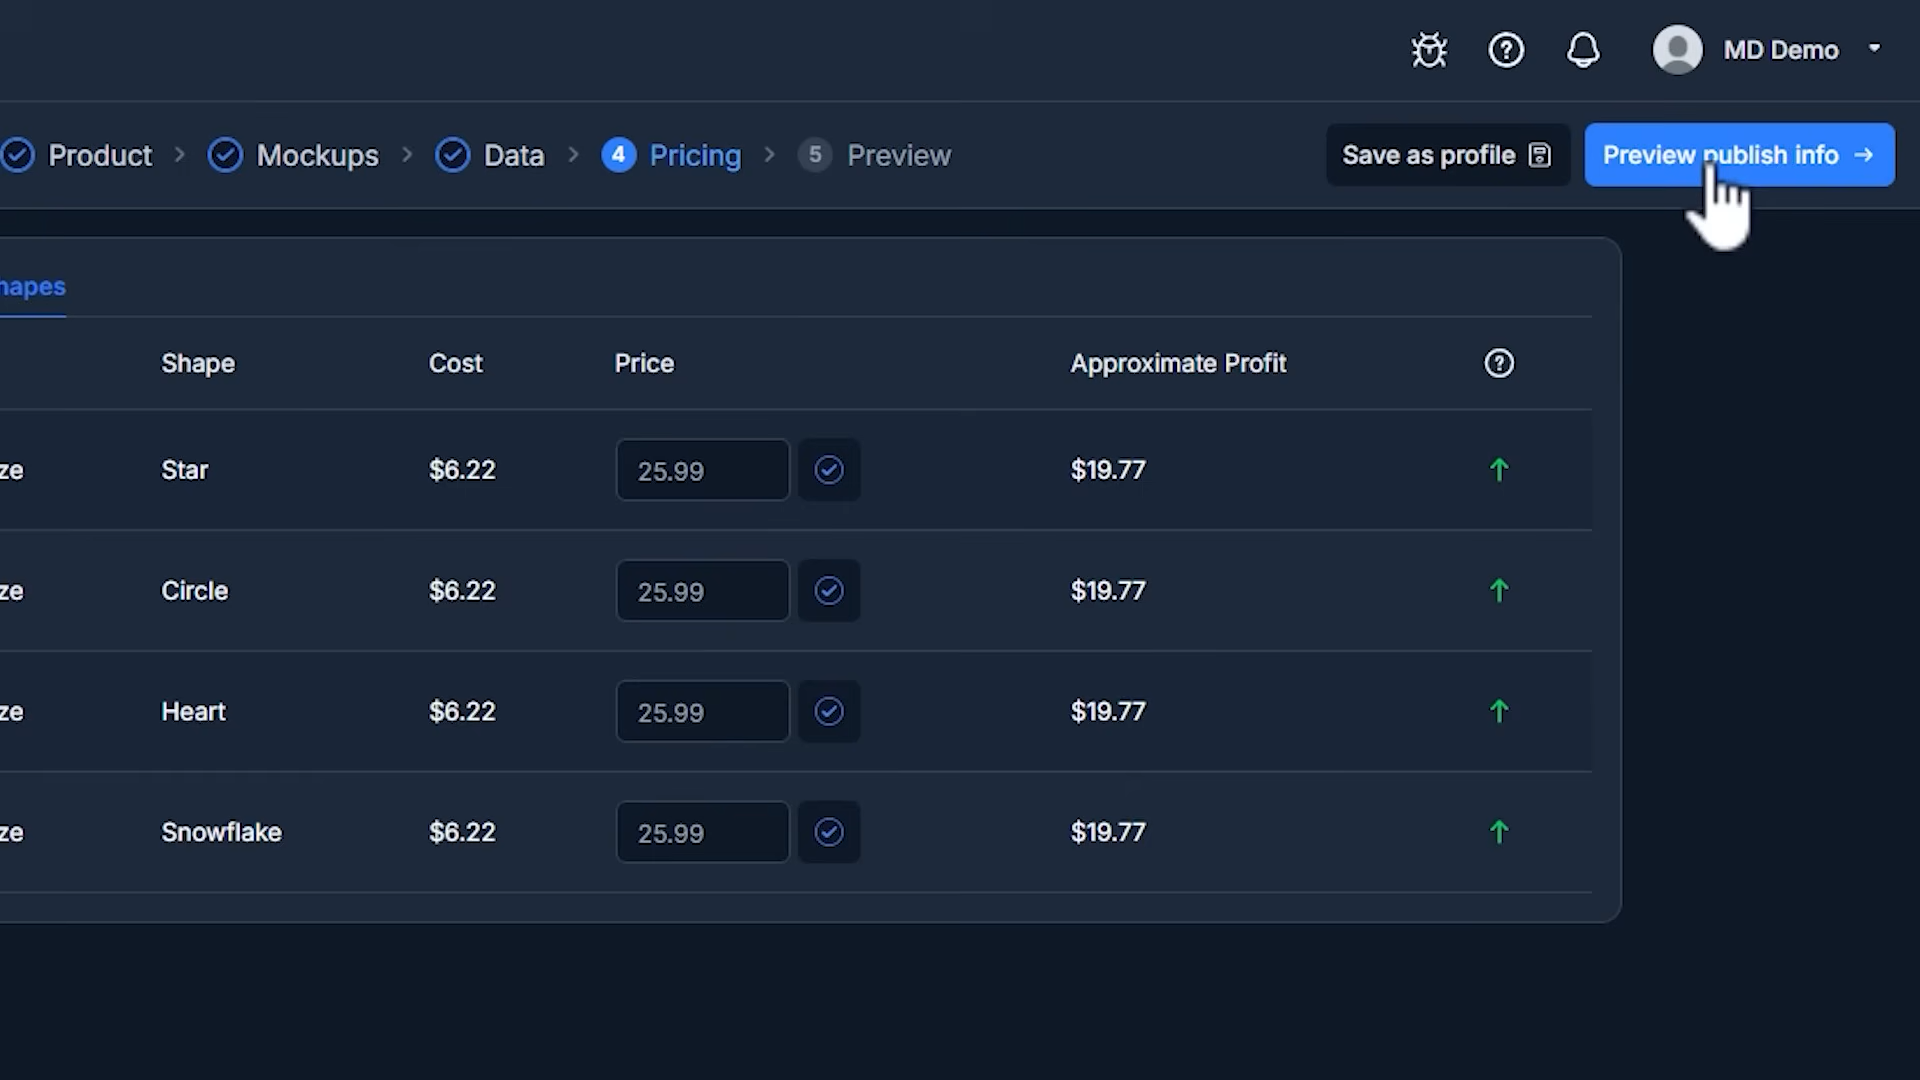 MD Demo
Product > Mockups > Data > 4 Pricing > 5 Preview
Save as profile
Preview publish info →
hapes
Shape Cost Price Approximate Profit
ze Star $6.22 25.99 $19.77
ze Circle $6.22 25.99 $19.77
ze Heart $6.22 25.99 $19.77
ze Snowflake $6.22 25.99 $19.77